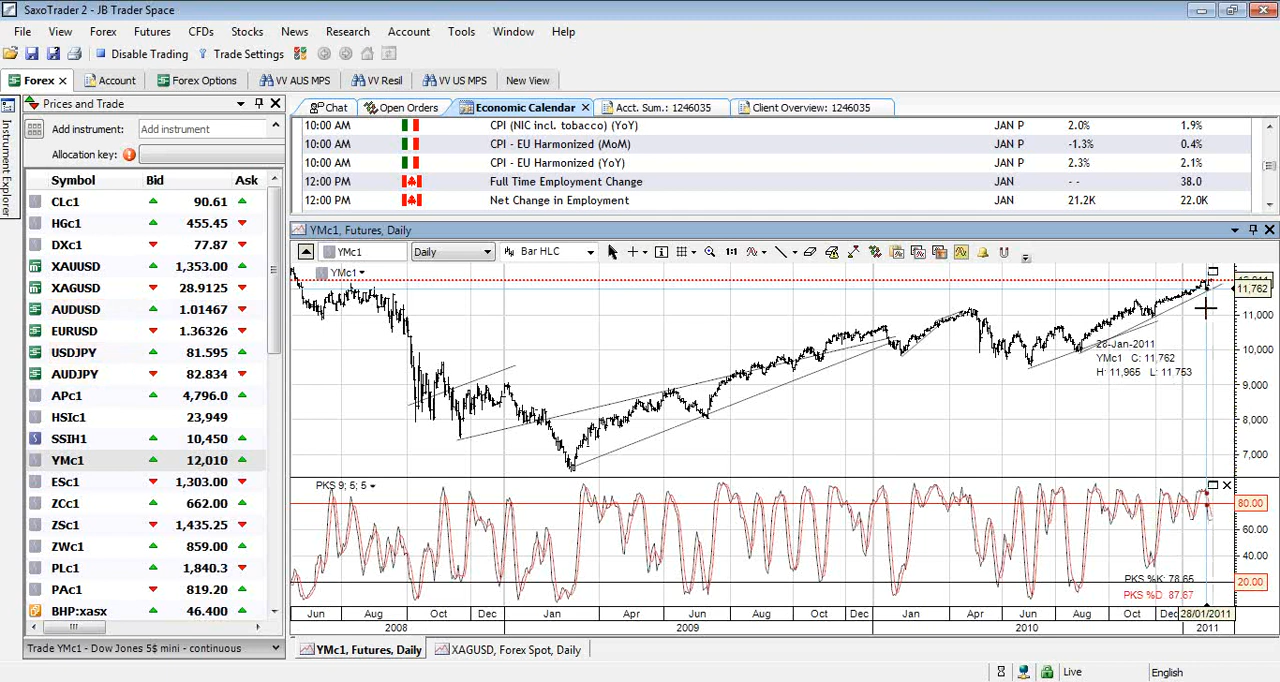 SaxoTrader 2 - JB Trader Space
File View Forex Futures CFDs Stocks News Research Account Tools Window Help
Disable Trading Trade Settings
Forex Account Forex Options VV AUS MPS VV Resil VV US MPS New View
Instrument Explorer
Prices and Trade
Add instrument: Add instrument
Allocation key:
Symbol Bid Ask
CLc1 90.61
HGc1 455.45
DXc1 77.87
XAUUSD 1,353.00
XAGUSD 28.9125
AUDUSD 1.01467
EURUSD 1.36326
USDJPY 81.595
AUDJPY 82.834
APc1 4,796.0
HSIc1 23,949
SSIH1 10,450
YMc1 12,010
ESc1 1,303.00
ZCc1 662.00
ZSc1 1,435.25
ZWc1 859.00
PLc1 1,840.3
PAc1 819.20
BHP:xasx 46.400
Trade YMc1 - Dow Jones 5$ mini - continuous
Chat Open Orders Economic Calendar Acct. Sum.: 1246035 Client Overview: 1246035
10:00 AM CPI (NIC incl. tobacco) (YoY) JAN P 2.0% 1.9%
10:00 AM CPI - EU Harmonized (MoM) JAN P -1.3% 0.4%
10:00 AM CPI - EU Harmonized (YoY) JAN P 2.3% 2.1%
12:00 PM Full Time Employment Change JAN - - 38.0
12:00 PM Net Change in Employment JAN 21.2K 22.0K
YMc1, Futures, Daily
YMc1 Daily Bar HLC 1:1
YMc1
11,762
11,000
10,000
9,000
8,000
7,000
28-Jan-2011
YMc1 C: 11,762
H: 11,965 L: 11,753
PKS 9; 5; 5
80.00
60.00
40.00
20.00
PKS %K: 78.65
PKS %D: 87.67
Jun Aug Oct Dec Apr Jun Aug Oct Dec Jan Apr Jun Aug Oct Dec 28/01/2011
2008 2009 2010 2011
YMc1, Futures, Daily XAGUSD, Forex Spot, Daily
Live English